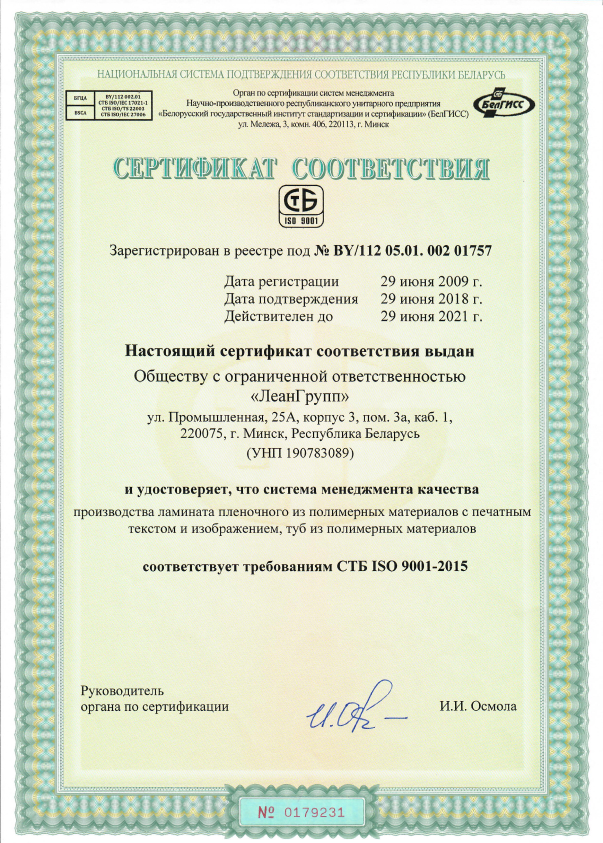 НАЦИОНАЛЬНАЯ СИСТЕМА ПОДТВЕРЖДЕНИЯ СООТВЕТСТВИЯ РЕСПУБЛИКИ БЕЛАРУСЬ
БГЦА
BSCA
BY/112 002.01
СТБ ISO/IEC 17021-1
СТБ ISO/TS 22003
СТБ ISO/IEC 27006
Орган по сертификации систем менеджмента
Научно-производственного республиканского унитарного предприятия
«Белорусский государственный институт стандартизации и сертификации» (БелГИСС)
ул. Мележа, 3, комн. 406, 220113, г. Минск
БелГИСС
СЕРТИФИКАТ СООТВЕТСТВИЯ
СТБ
ISO 9001
Зарегистрирован в реестре под № BY/112 05.01. 002 01757
Дата регистрации 29 июня 2009 г.
Дата подтверждения 29 июня 2018 г.
Действителен до 29 июня 2021 г.
Настоящий сертификат соответствия выдан
Обществу с ограниченной ответственностью
«ЛеанГрупп»
ул. Промышленная, 25А, корпус 3, пом. 3а, каб. 1,
220075, г. Минск, Республика Беларусь
(УНП 190783089)
и удостоверяет, что система менеджмента качества
производства ламината пленочного из полимерных материалов с печатным
текстом и изображением, туб из полимерных материалов
соответствует требованиям СТБ ISO 9001-2015
Руководитель
органа по сертификации
И.И. Осмола
№ 0179231